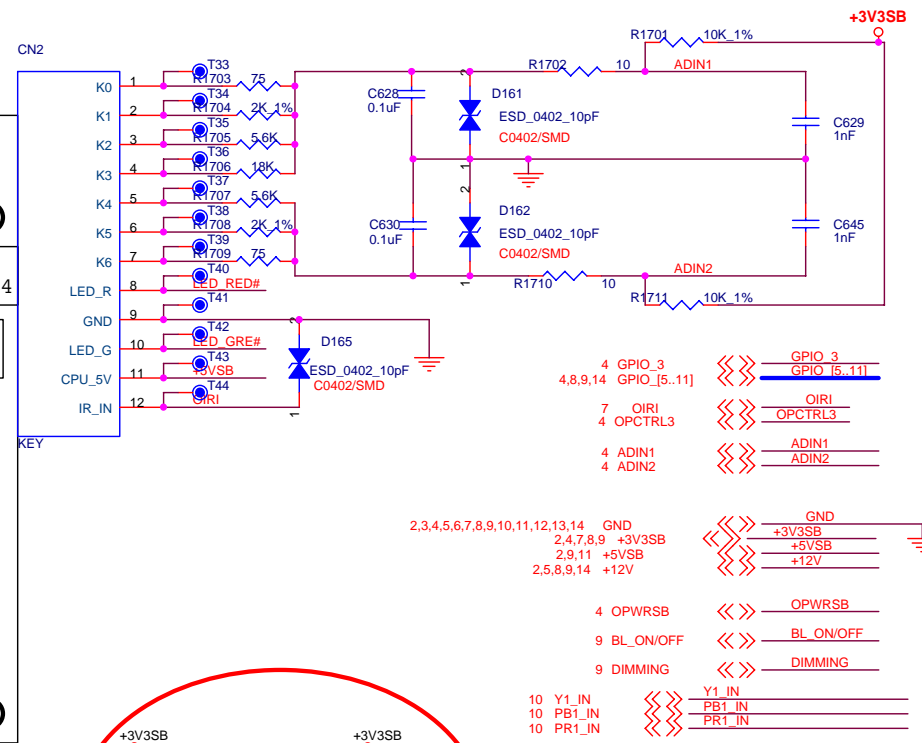 +3V3SB
CN2
R1701 10K_1%
T33
K0 1 R1703 75
R1702 10 ADIN1
T34
K1 2 R1704 2K_1%
C628 0.1uF
D161
ESD_0402_10pF
C0402/SMD
2
1
C629
1nF
T35
K2 3 R1705 5.6K
T36
K3 4 R1706 18K
T37
K4 5 R1707 5.6K
T38
K5 6 R1708 2K_1%
C630 0.1uF
D162
ESD_0402_10pF
C0402/SMD
2
1
C645
1nF
T39
K6 7 R1709 75
R1710 10 ADIN2
R1711 10K_1%
T40
LED_R 8 LED_RED#
4
T41
GND 9
T42
LED_G 10 LED_GRE#
2
D165
ESD_0402_10pF
C0402/SMD
1
T43
CPU_5V 11 +5VSB
T44
IR_IN 12 OIRI
KEY
4 GPIO_3 GPIO_3
4,8,9,14 GPIO_[5..11] GPIO_[5..11]
7 OIRI OIRI
4 OPCTRL3 OPCTRL3
4 ADIN1 ADIN1
4 ADIN2 ADIN2
2,3,4,5,6,7,8,9,10,11,12,13,14 GND GND
2,4,7,8,9 +3V3SB +3V3SB
2,9,11 +5VSB +5VSB
2,5,8,9,14 +12V +12V
4 OPWRSB OPWRSB
9 BL_ON/OFF BL_ON/OFF
9 DIMMING DIMMING
10 Y1_IN Y1_IN
10 PB1_IN PB1_IN
10 PR1_IN PR1_IN
+3V3SB +3V3SB